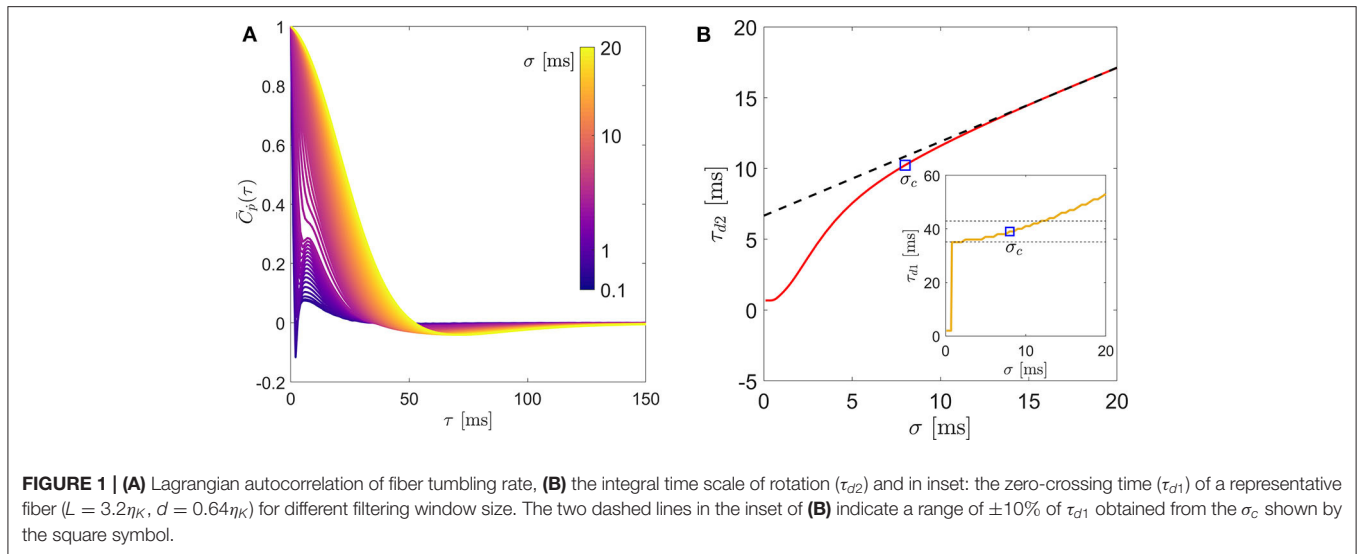 A
1
0.8
0.6
0.4
0.2
0
-0.2
C̄ṗ(τ)
0
50
100
150
τ [ms]
σ [ms]
20
10
1
0.1
B
20
15
10
5
0
-5
τd2 [ms]
0
5
10
15
20
σ [ms]
σc
60
40
20
0
τd1 [ms]
σc
0
10
20
σ [ms]
FIGURE 1 | (A) Lagrangian autocorrelation of fiber tumbling rate, (B) the integral time scale of rotation (τd2) and in inset: the zero-crossing time (τd1) of a representative
fiber (L = 3.2ηK, d = 0.64ηK) for different filtering window size. The two dashed lines in the inset of (B) indicate a range of ±10% of τd1 obtained from the σc shown by
the square symbol.